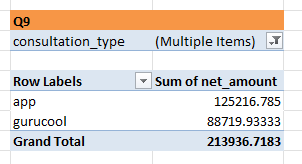 Q9
consultation_type (Multiple Items)
Row Labels Sum of net_amount
app 125216.785
gurucool 88719.93333
Grand Total 213936.7183